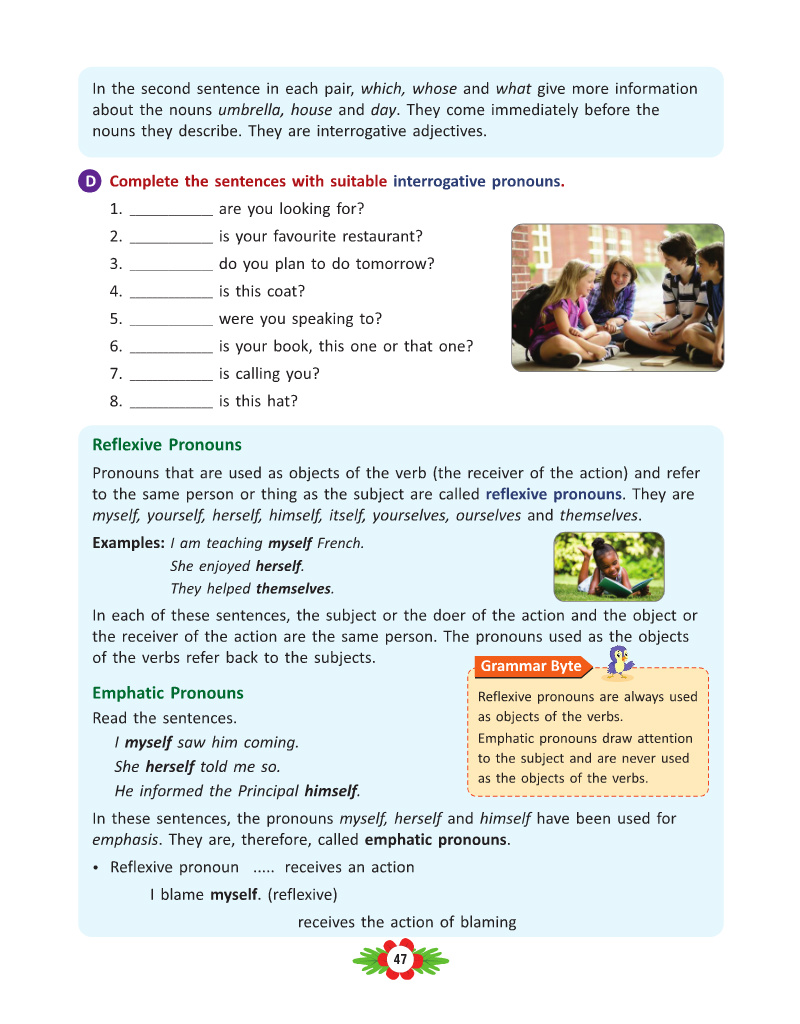 In the second sentence in each pair, which, whose and what give more information
about the nouns umbrella, house and day. They come immediately before the
nouns they describe. They are interrogative adjectives.
D Complete the sentences with suitable interrogative pronouns.
1. __________ are you looking for?
2. __________ is your favourite restaurant?
3. __________ do you plan to do tomorrow?
4. __________ is this coat?
5. __________ were you speaking to?
6. __________ is your book, this one or that one?
7. __________ is calling you?
8. __________ is this hat?
Reflexive Pronouns
Pronouns that are used as objects of the verb (the receiver of the action) and refer
to the same person or thing as the subject are called reflexive pronouns. They are
myself, yourself, herself, himself, itself, yourselves, ourselves and themselves.
Examples: I am teaching myself French.
She enjoyed herself.
They helped themselves.
In each of these sentences, the subject or the doer of the action and the object or
the receiver of the action are the same person. The pronouns used as the objects
of the verbs refer back to the subjects.
Grammar Byte
Reflexive pronouns are always used
as objects of the verbs.
Emphatic pronouns draw attention
to the subject and are never used
as the objects of the verbs.
Emphatic Pronouns
Read the sentences.
I myself saw him coming.
She herself told me so.
He informed the Principal himself.
In these sentences, the pronouns myself, herself and himself have been used for
emphasis. They are, therefore, called emphatic pronouns.
• Reflexive pronoun ..... receives an action
I blame myself. (reflexive)
receives the action of blaming
47